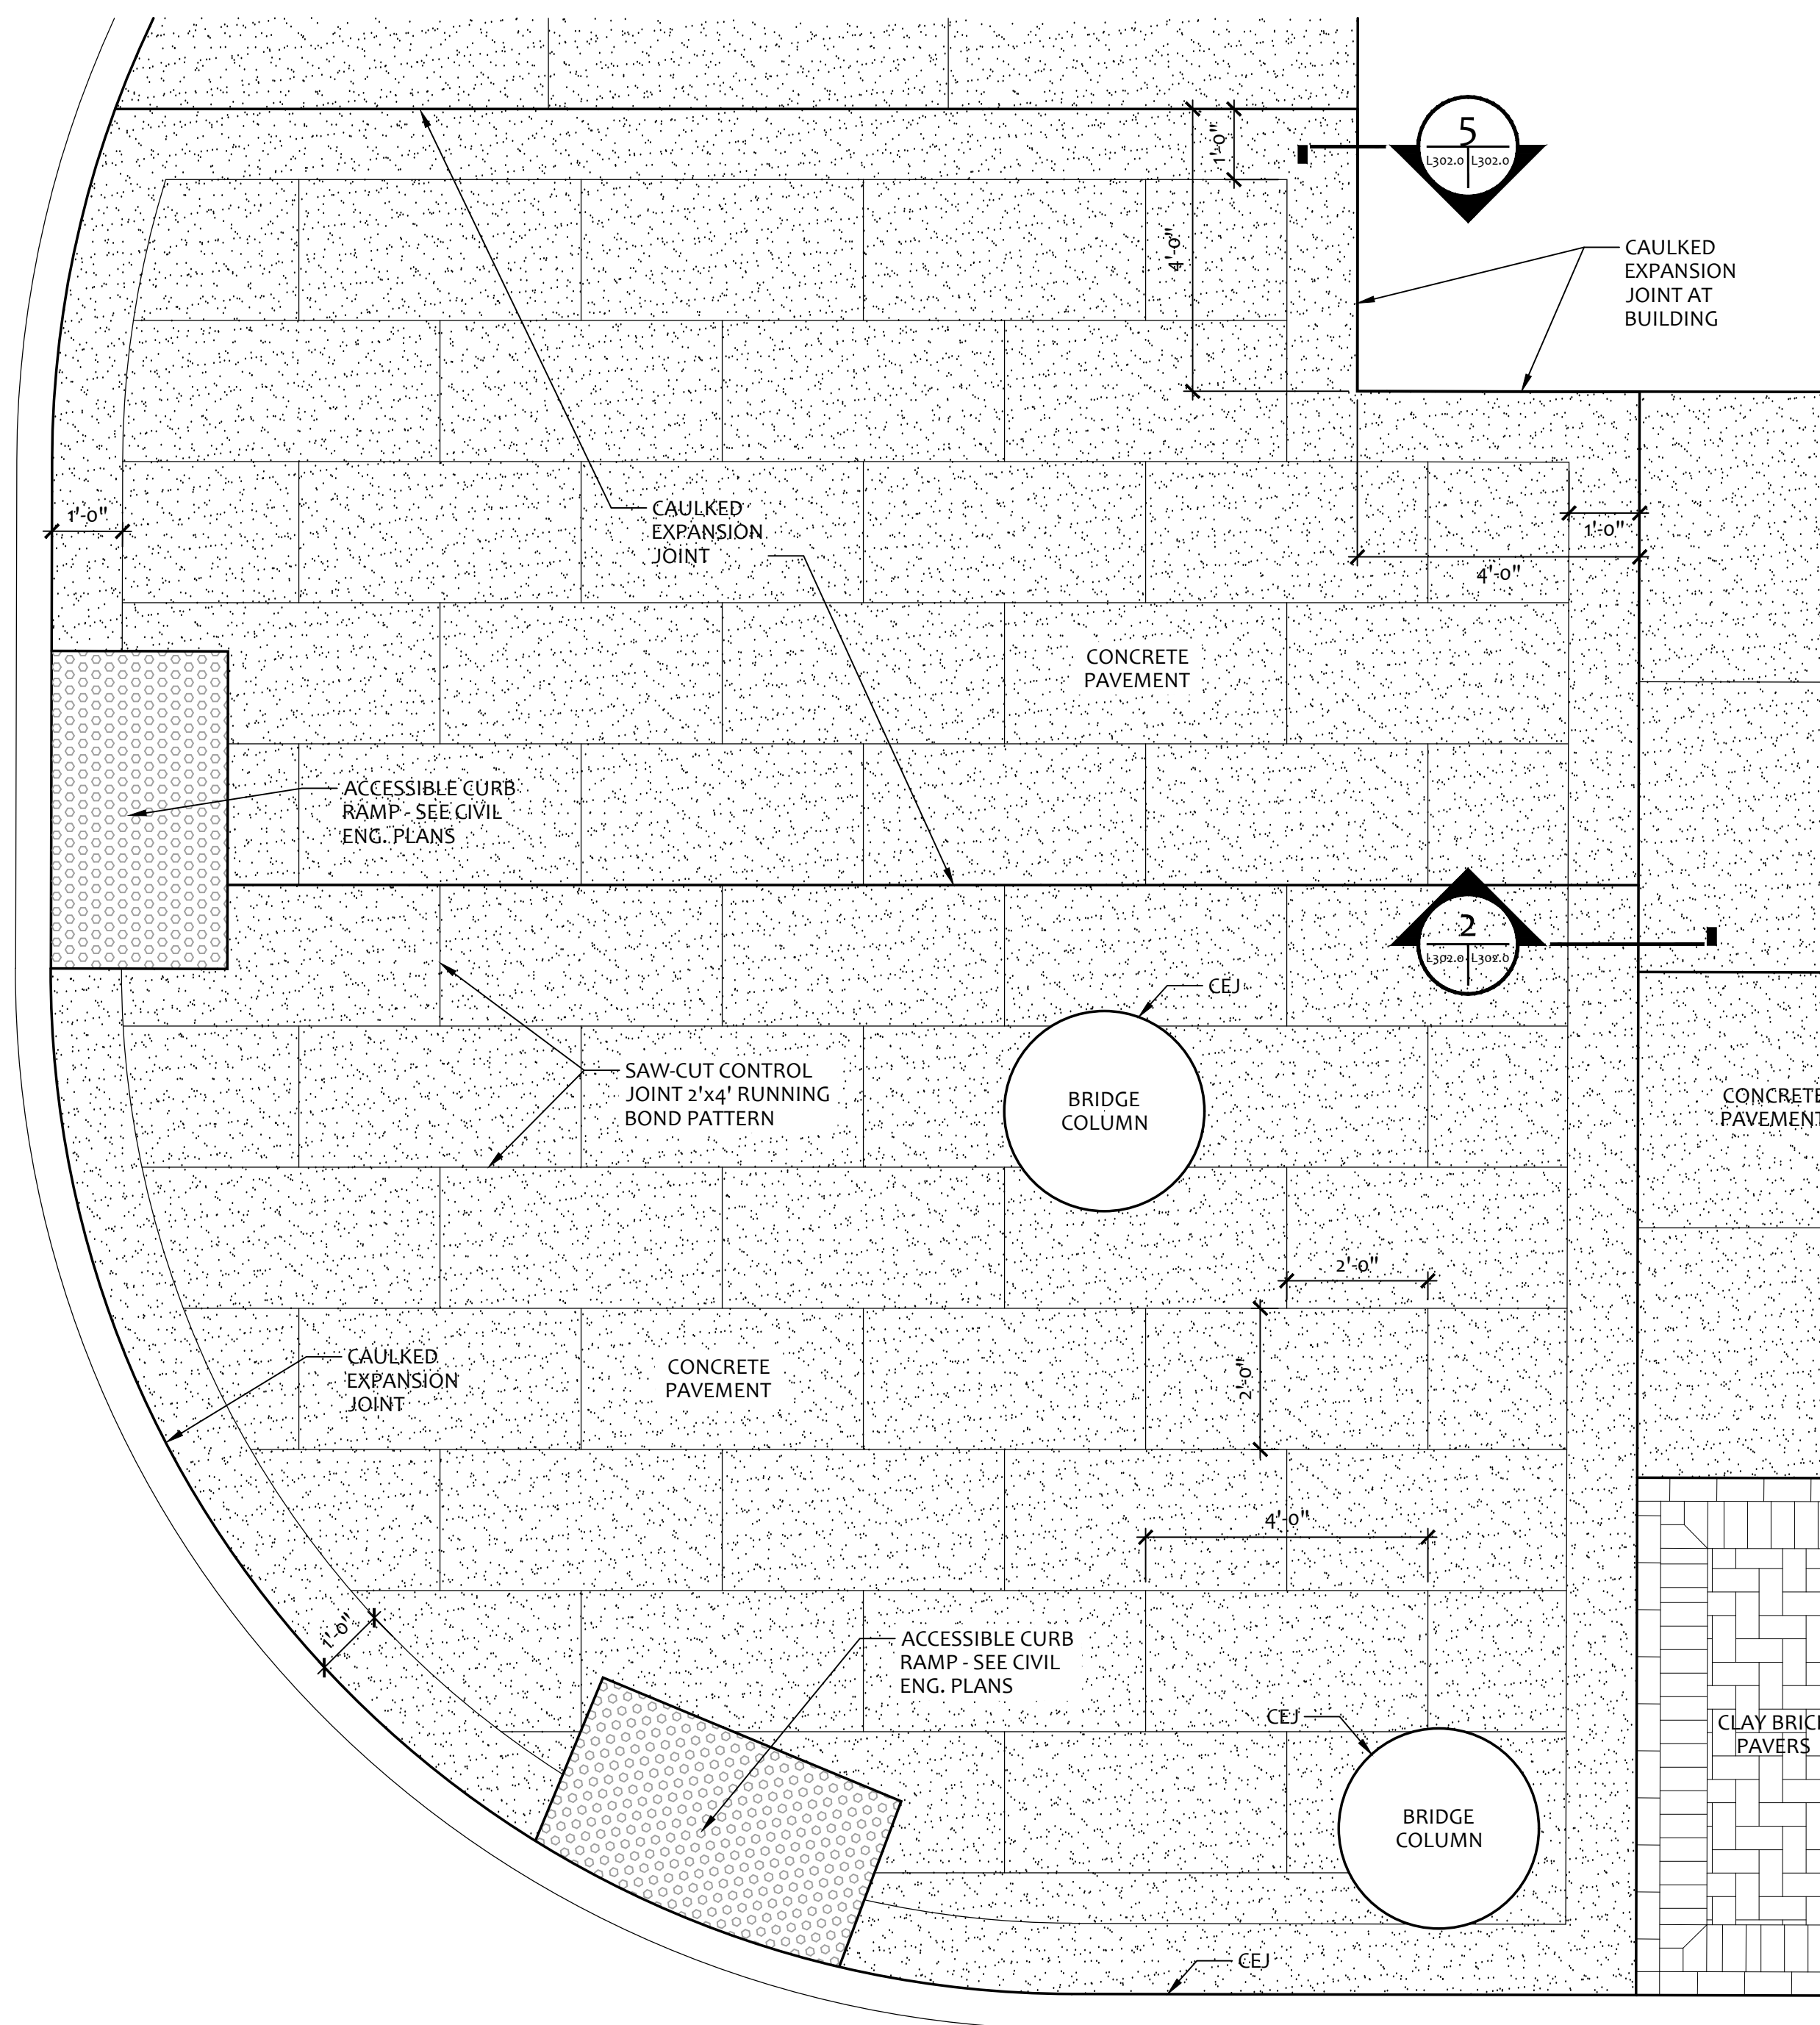 1'-0"
5
L302.0 L302.0
4'-0"
CAULKED
EXPANSION
JOINT AT
BUILDING
1'-0"
CAULKED
EXPANSION
JOINT
1'-0"
4'-0"
CONCRETE
PAVEMENT
ACCESSIBLE CURB
RAMP - SEE CIVIL
ENG. PLANS
2
L302.0 L302.0
CEJ
SAW-CUT CONTROL
JOINT 2'x4' RUNNING
BOND PATTERN
BRIDGE
COLUMN
CONCRETE
PAVEMENT
2'-0"
2'-0"
CAULKED
EXPANSION
JOINT
CONCRETE
PAVEMENT
4'-0"
1'-0"
ACCESSIBLE CURB
RAMP - SEE CIVIL
ENG. PLANS
CEJ
CLAY BRICK
PAVERS
BRIDGE
COLUMN
CEJ